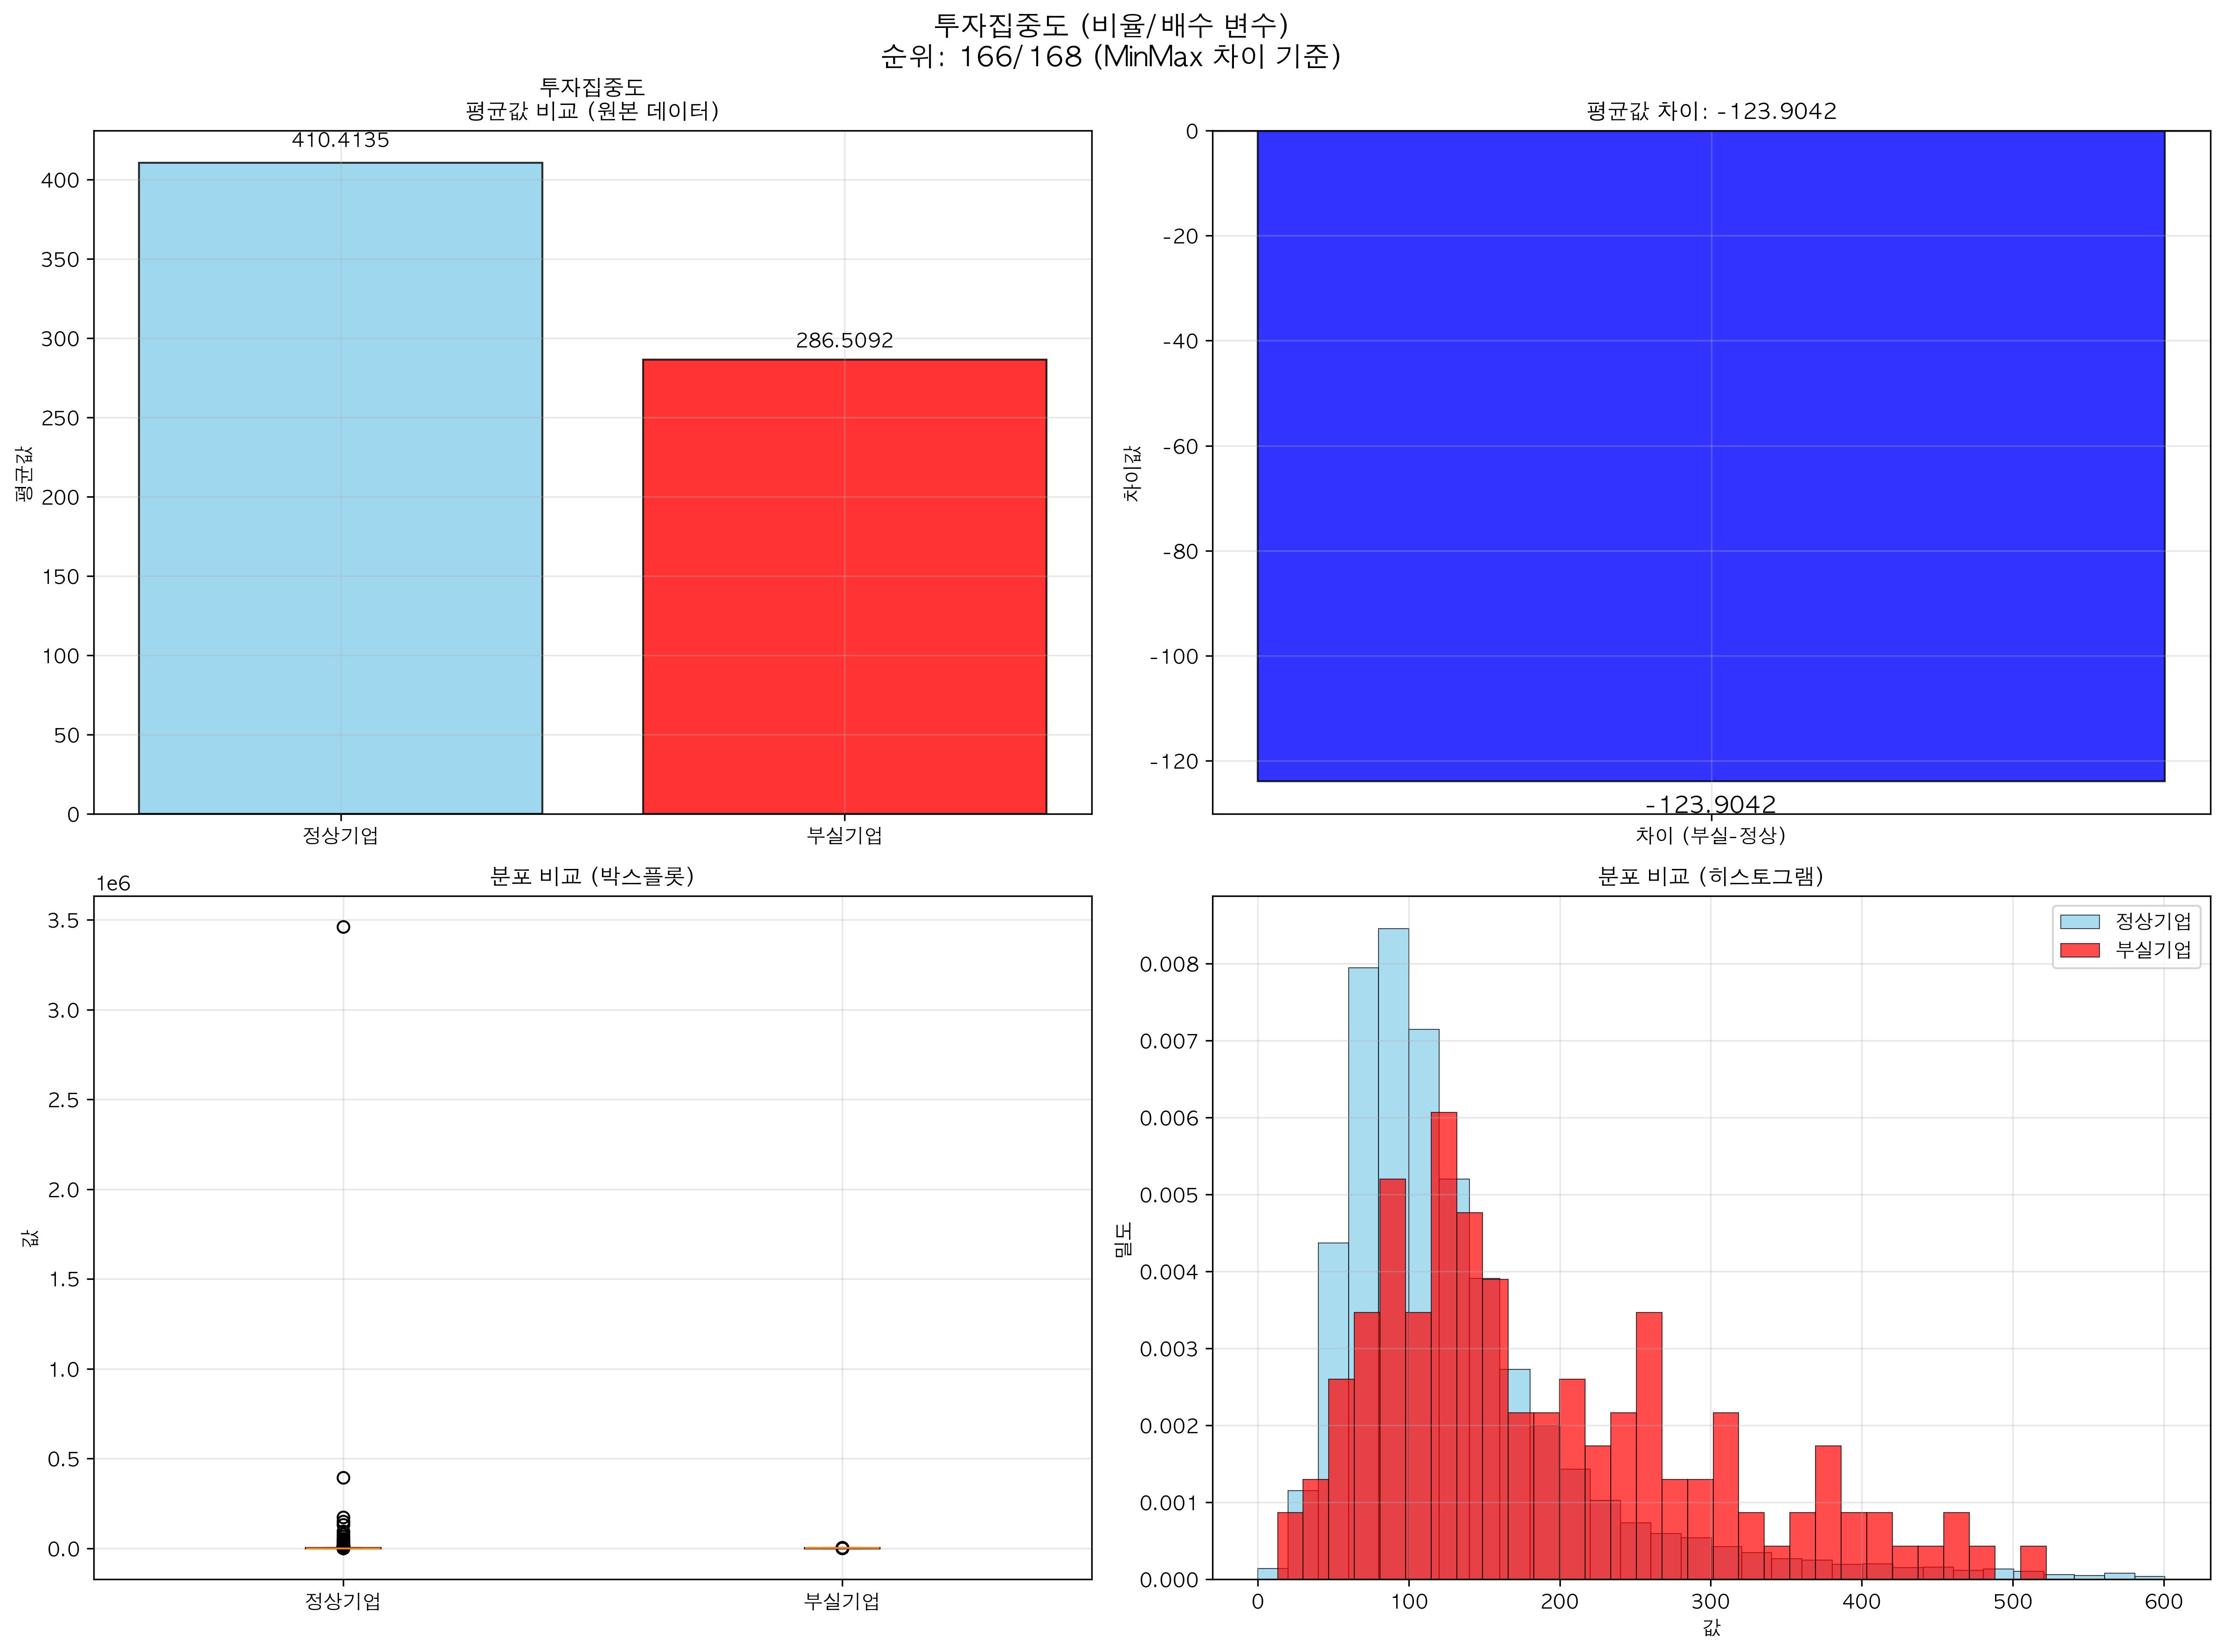 투자집중도 (비율/배수 변수)
순위: 166/168 (MinMax 차이 기준)
투자집중도
평균값 비교 (원본 데이터)
410.4135
286.5092
400
350
300
250
200
150
100
50
0
평균값
정상기업
부실기업
평균값 차이: -123.9042
0
-20
-40
-60
-80
-100
-120
차이값
-123.9042
차이 (부실-정상)
분포 비교 (박스플롯)
1e6
3.5
3.0
2.5
2.0
1.5
1.0
0.5
0.0
값
정상기업
부실기업
분포 비교 (히스토그램)
정상기업
부실기업
0.008
0.007
0.006
0.005
0.004
0.003
0.002
0.001
0.000
밀도
0
100
200
300
400
500
600
값